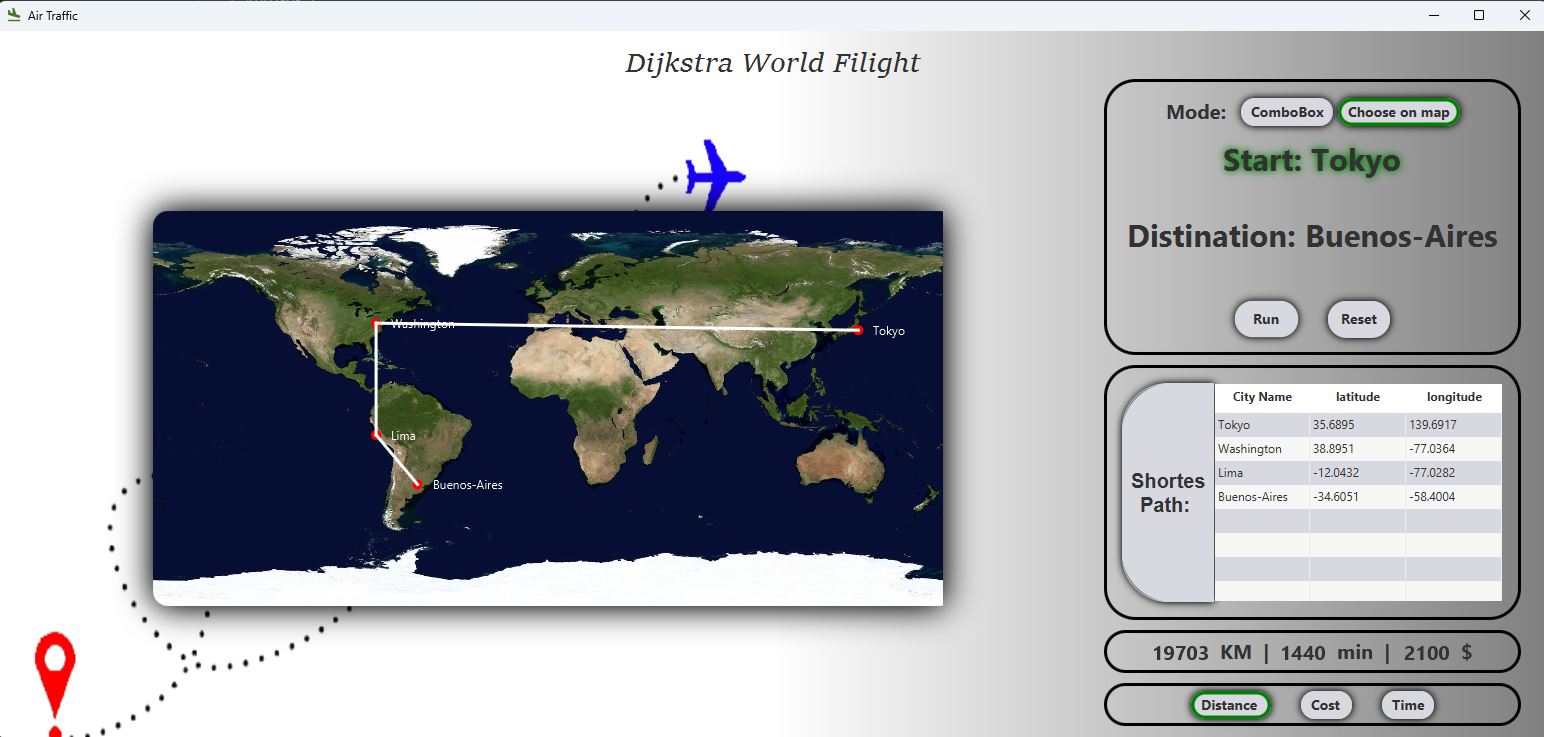 Air Traffic
Dijkstra World Filight
Mode: ComboBox Choose on map
Start: Tokyo
Distination: Buenos-Aires
Run Reset
Washington
Tokyo
Lima
Buenos-Aires
Shortes
Path:
City Name latitude longitude
Tokyo 35.6895 139.6917
Washington 38.8951 -77.0364
Lima -12.0432 -77.0282
Buenos-Aires -34.6051 -58.4004
19703 KM | 1440 min | 2100 $
Distance Cost Time